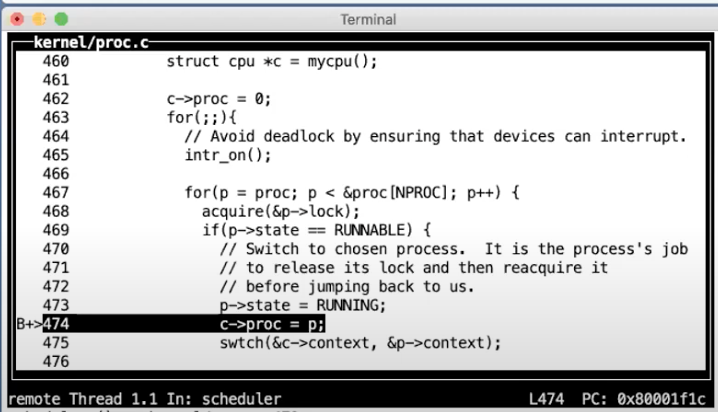 Terminal
kernel/proc.c
460 struct cpu *c = mycpu();
461
462 c->proc = 0;
463 for(;;){
464 // Avoid deadlock by ensuring that devices can interrupt.
465 intr_on();
466
467 for(p = proc; p < &proc[NPROC]; p++) {
468 acquire(&p->lock);
469 if(p->state == RUNNABLE) {
470 // Switch to chosen process.  It is the process's job
471 // to release its lock and then reacquire it
472 // before jumping back to us.
473 p->state = RUNNING;
B+>474 c->proc = p;
475 swtch(&c->context, &p->context);
476
remote Thread 1.1 In: scheduler L474 PC: 0x80001f1c